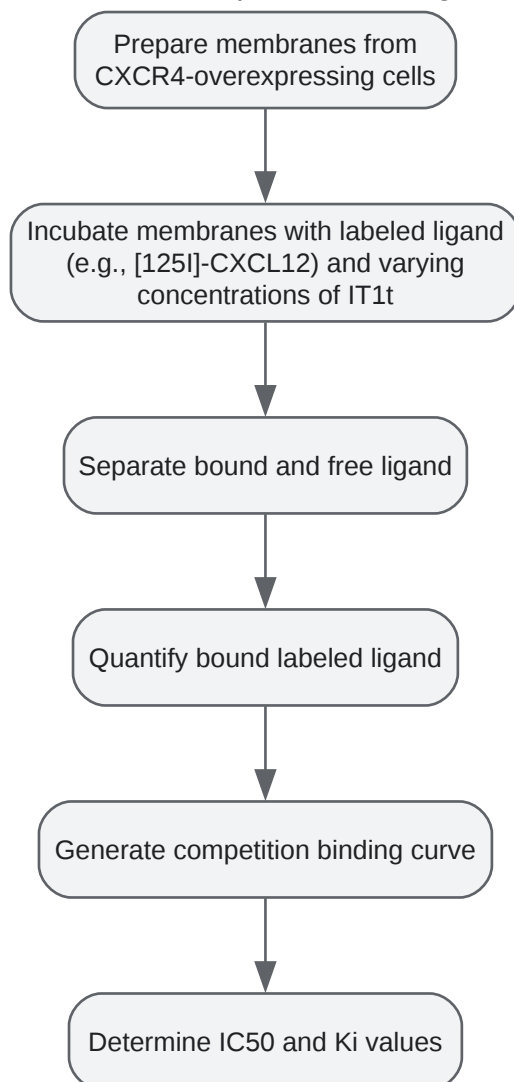 Prepare membranes from
CXCR4-overexpressing cells
Incubate membranes with labeled ligand
(e.g., [125I]-CXCL12) and varying
concentrations of IT1t
Separate bound and free ligand
Quantify bound labeled ligand
Generate competition binding curve
Determine IC50 and Ki values